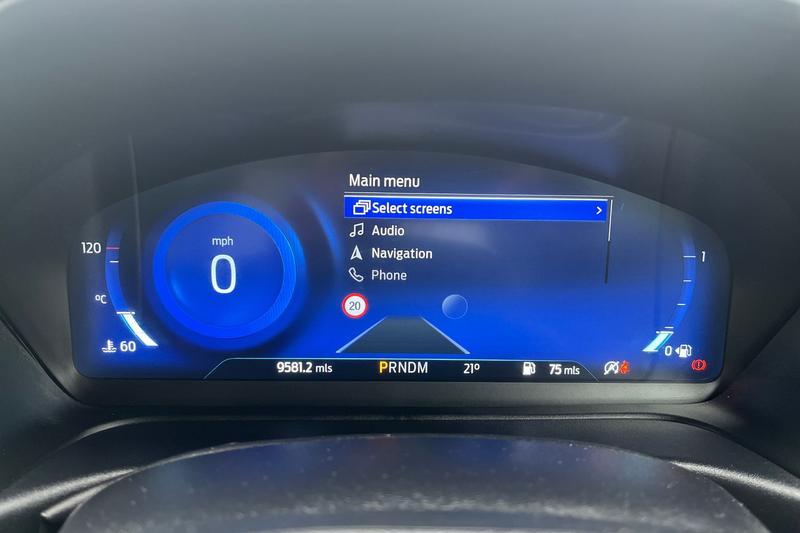 Main menu
Select screens
Audio
Navigation
Phone
mph
0
120
°C
60
20
1
0
9581.2 mls
PRNDM
21°
75 mls